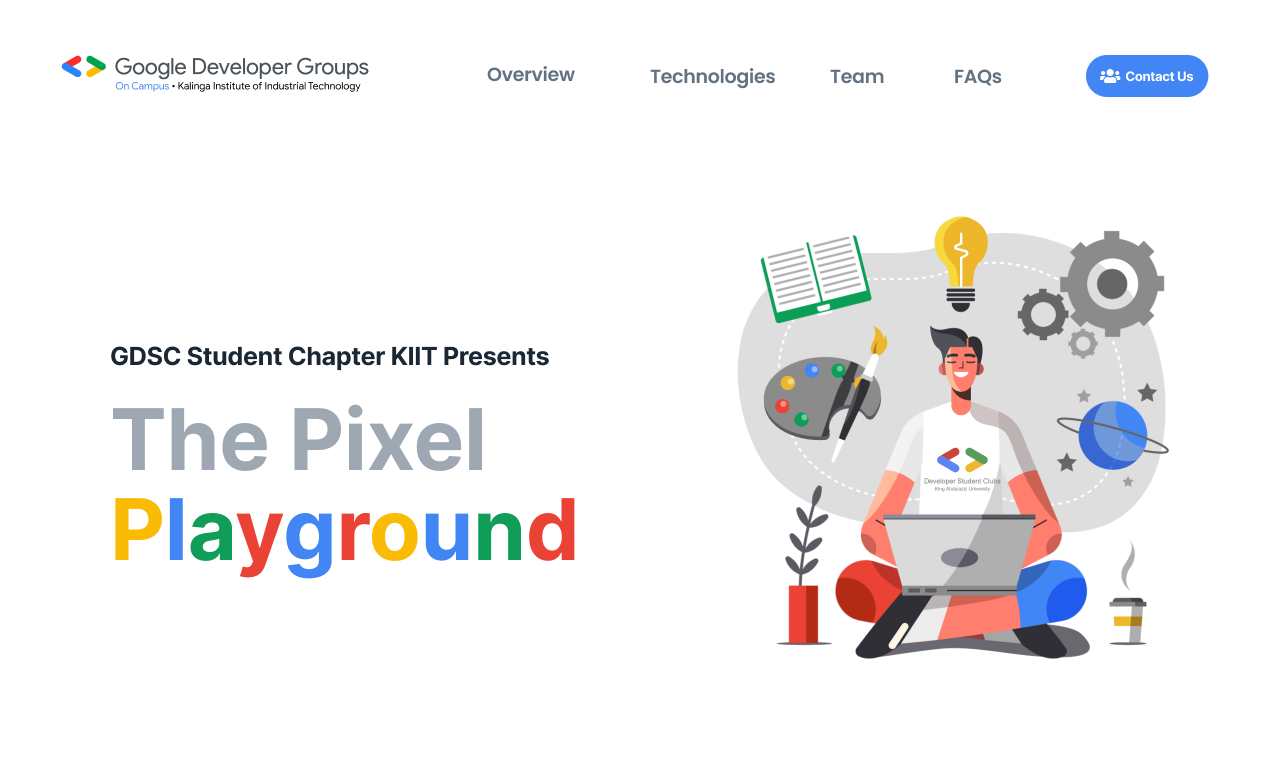 Google Developer Groups
On Campus • Kalinga Institute of Industrial Technology
Overview
Technologies
Team
FAQs
Contact Us
GDSC Student Chapter KIIT Presents
The Pixel
Playground
Developer Student Clubs
King Abdulaziz University